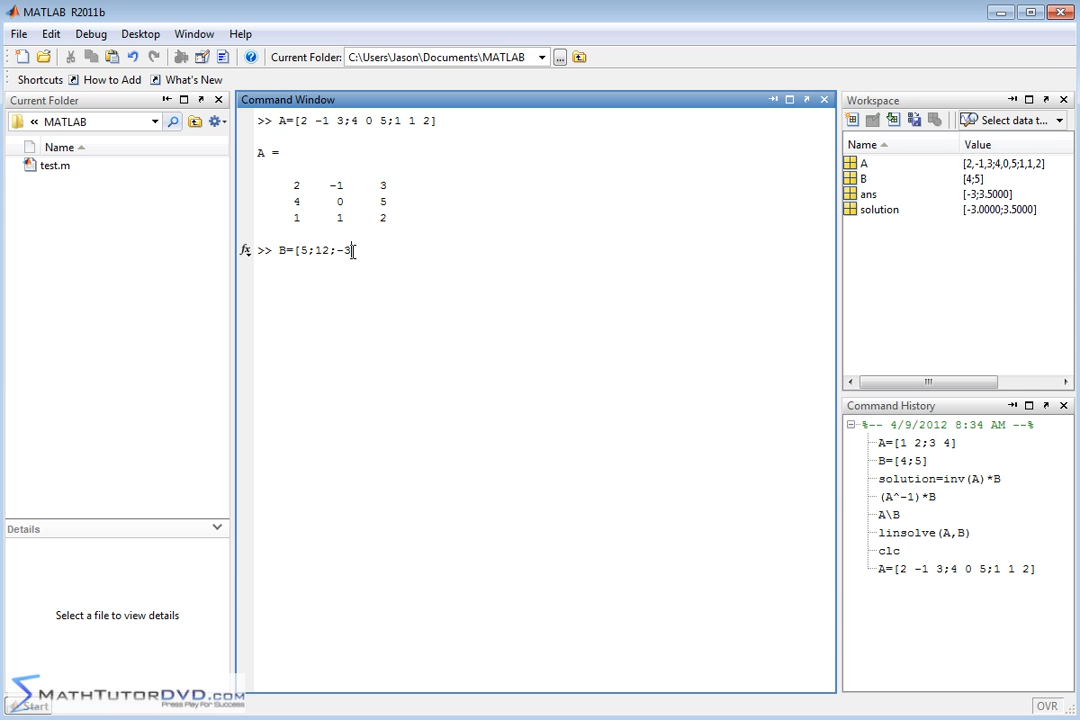 MATLAB R2011b
File Edit Debug Desktop Window Help
Current Folder: C:\Users\Jason\Documents\MATLAB ...
Shortcuts How to Add What's New
Current Folder
« MATLAB
Name
test.m
Details
Select a file to view details
Command Window
>> A=[2 -1 3;4 0 5;1 1 2]
A =
2 -1 3
4 0 5
1 1 2
fx >> B=[5;12;-3
Workspace
Select data t...
Name Value
A [2,-1,3;4,0,5;1,1,2]
B [4;5]
ans [-3;3.5000]
solution [-3.0000;3.5000]
Command History
%-- 4/9/2012 8:34 AM --%
A=[1 2;3 4]
B=[4;5]
solution=inv(A)*B
(A^-1)*B
A\B
linsolve(A,B)
clc
A=[2 -1 3;4 0 5;1 1 2]
MATHTUTORDVD.COM
Press Play For Success
Start
OVR